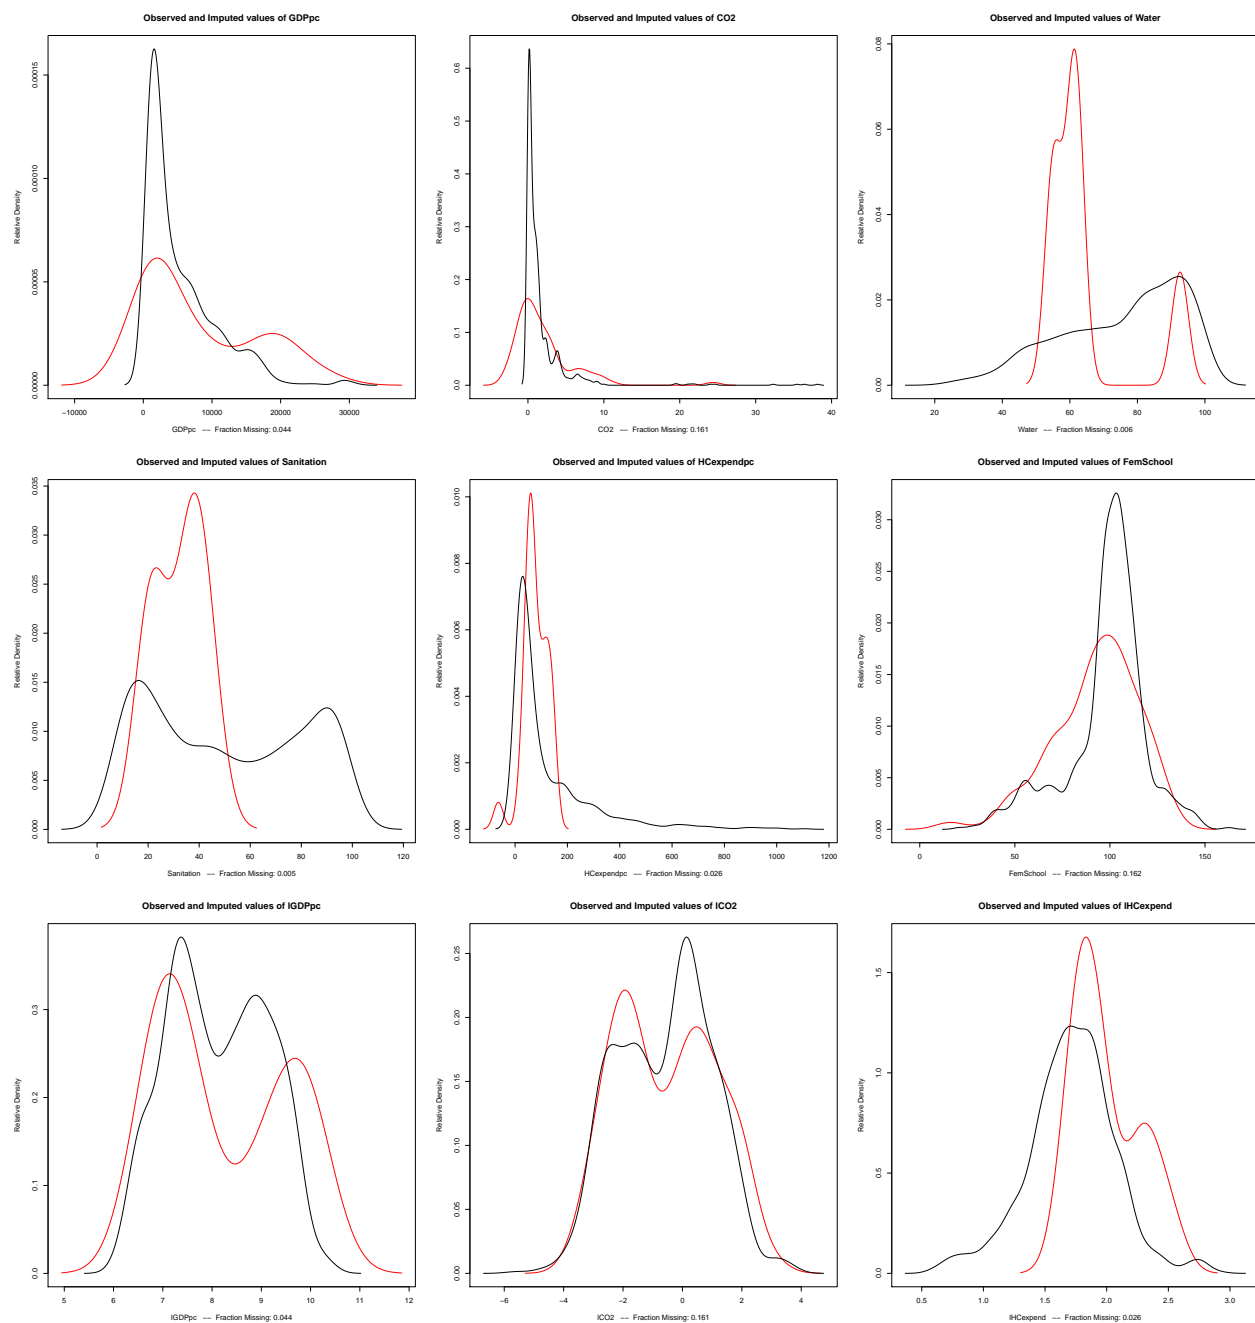 Observed and Imputed values of GDPpc
Relative Density
0.00000 0.00005 0.00010 0.00015
−10000 0 10000 20000 30000
GDPpc −− Fraction Missing: 0.044
Observed and Imputed values of CO2
Relative Density
0.0 0.1 0.2 0.3 0.4 0.5 0.6
0 10 20 30 40
CO2 −− Fraction Missing: 0.161
Observed and Imputed values of Water
Relative Density
0.00 0.02 0.04 0.06 0.08
20 40 60 80 100
Water −− Fraction Missing: 0.006
Observed and Imputed values of Sanitation
Relative Density
0.000 0.005 0.010 0.015 0.020 0.025 0.030 0.035
0 20 40 60 80 100 120
Sanitation −− Fraction Missing: 0.005
Observed and Imputed values of HCexpendpc
Relative Density
0.000 0.002 0.004 0.006 0.008 0.010
0 200 400 600 800 1000 1200
HCexpendpc −− Fraction Missing: 0.026
Observed and Imputed values of FemSchool
Relative Density
0.000 0.005 0.010 0.015 0.020 0.025 0.030
0 50 100 150
FemSchool −− Fraction Missing: 0.162
Observed and Imputed values of lGDPpc
Relative Density
0.0 0.1 0.2 0.3
5 6 7 8 9 10 11 12
lGDPpc −− Fraction Missing: 0.044
Observed and Imputed values of lCO2
Relative Density
0.00 0.05 0.10 0.15 0.20 0.25
−6 −4 −2 0 2 4
lCO2 −− Fraction Missing: 0.161
Observed and Imputed values of lHCexpend
Relative Density
0.0 0.5 1.0 1.5
0.5 1.0 1.5 2.0 2.5 3.0
lHCexpend −− Fraction Missing: 0.026